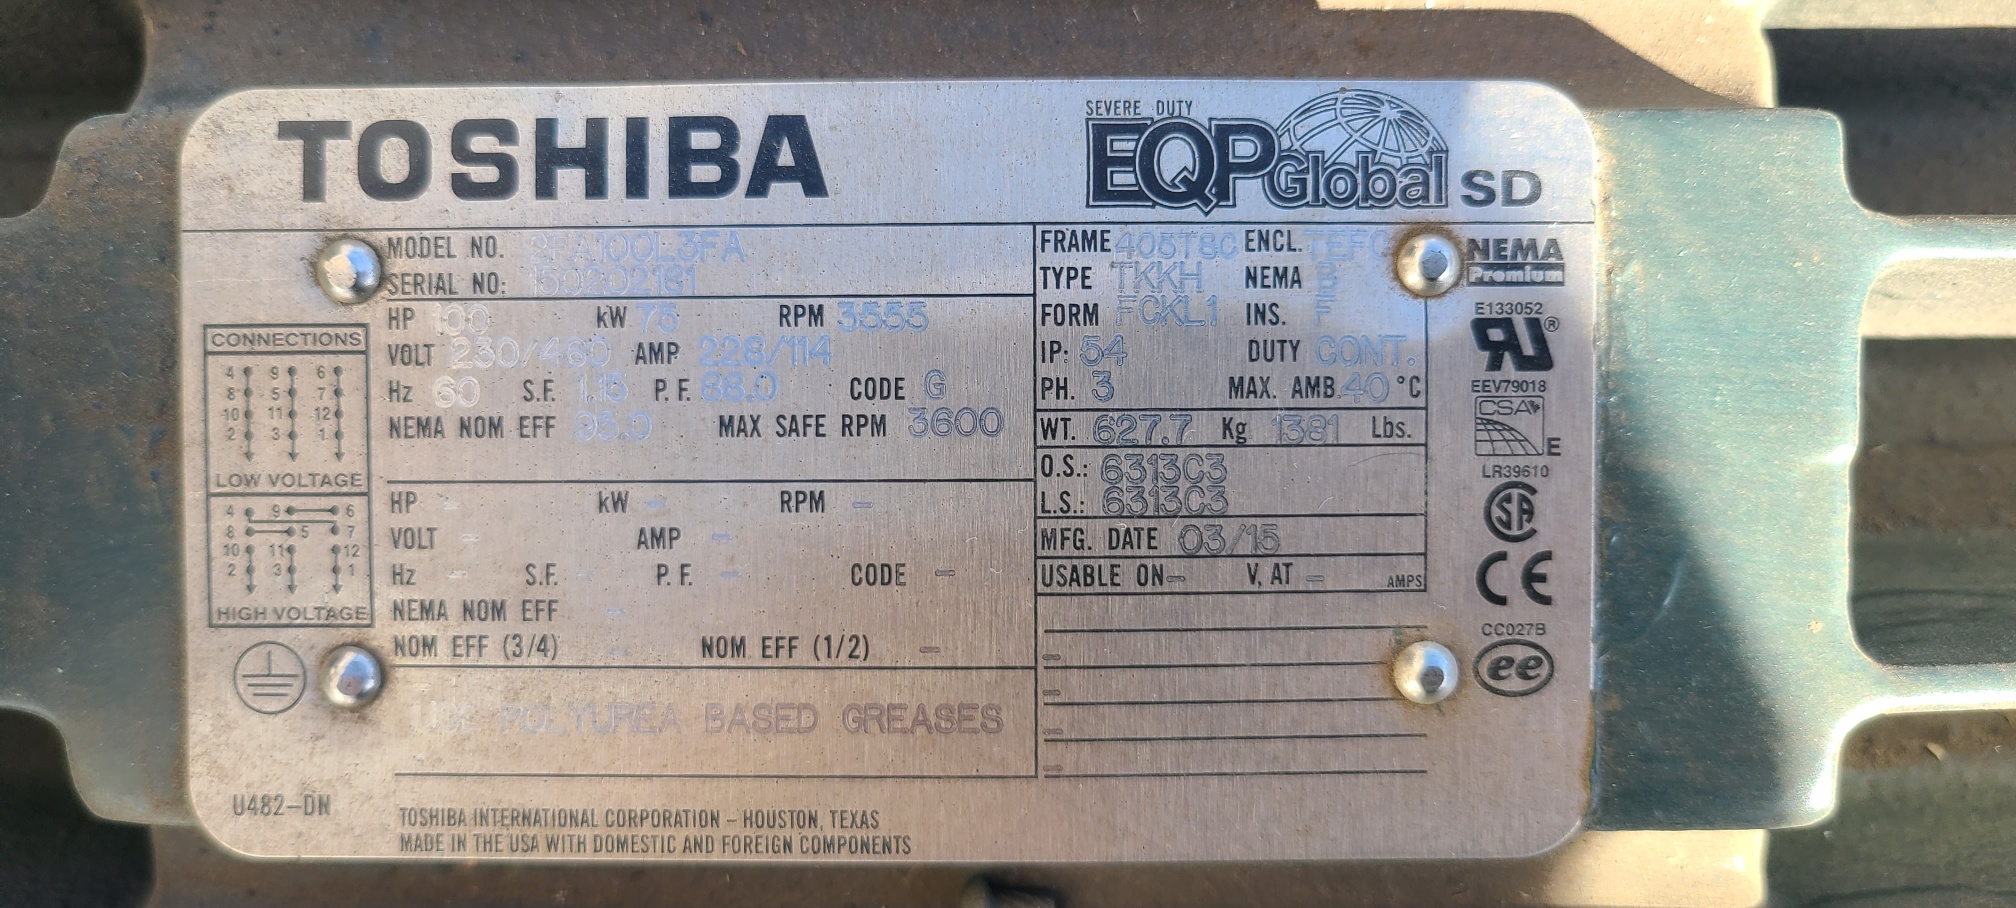 TOSHIBA
SEVERE DUTY
EQP Global SD
MODEL NO.
SERIAL NO:
HP 100 kW 75 RPM 3555
VOLT 230/460 AMP 228/114
Hz 60 S.F. 1.15 P.F. CODE G
NEMA NOM EFF 95.0 MAX SAFE RPM 3600
HP - kW - RPM -
VOLT - AMP -
Hz - S.F. - P.F. - CODE -
NEMA NOM EFF -
NOM EFF (3/4) - NOM EFF (1/2) -
USE POLYUREA BASED GREASES
CONNECTIONS
4 9 6
8 5 7
10 11 12
2 3 1
LOW VOLTAGE
4 9 6
8 5 7
10 11 12
2 3 1
HIGH VOLTAGE
U482-DN
TOSHIBA INTERNATIONAL CORPORATION - HOUSTON, TEXAS
MADE IN THE USA WITH DOMESTIC AND FOREIGN COMPONENTS
FRAME ENCL. TEFC
TYPE TKKH NEMA B
FORM FCKL1 INS. F
IP: 54 DUTY CONT.
PH. 3 MAX. AMB. 40 °C
WT. 627.7 Kg 1381 Lbs.
O.S.: 6313C3
L.S.: 6313C3
MFG. DATE 03/15
USABLE ON - V, AT - AMPS
-
-
-
-
NEMA
Premium
E133052
RU®
EEV79018
CSA
E
LR39610
SA
CE
CC027B
ee